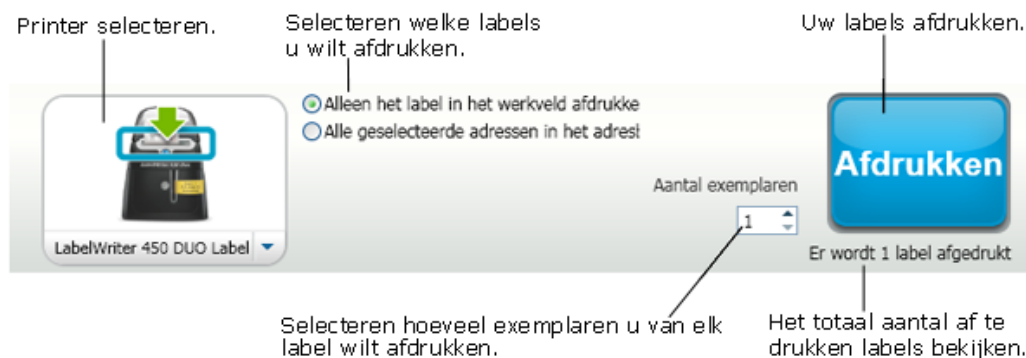 Printer selecteren.
Selecteren welke labels
u wilt afdrukken.
Uw labels afdrukken.
Alleen het label in het werkveld afdrukke
Alle geselecteerde adressen in het adres
Afdrukken
Aantal exemplaren
1
LabelWriter 450 DUO Label
Er wordt 1 label afgedrukt
Selecteren hoeveel exemplaren u van elk
label wilt afdrukken.
Het totaal aantal af te
drukken labels bekijken.